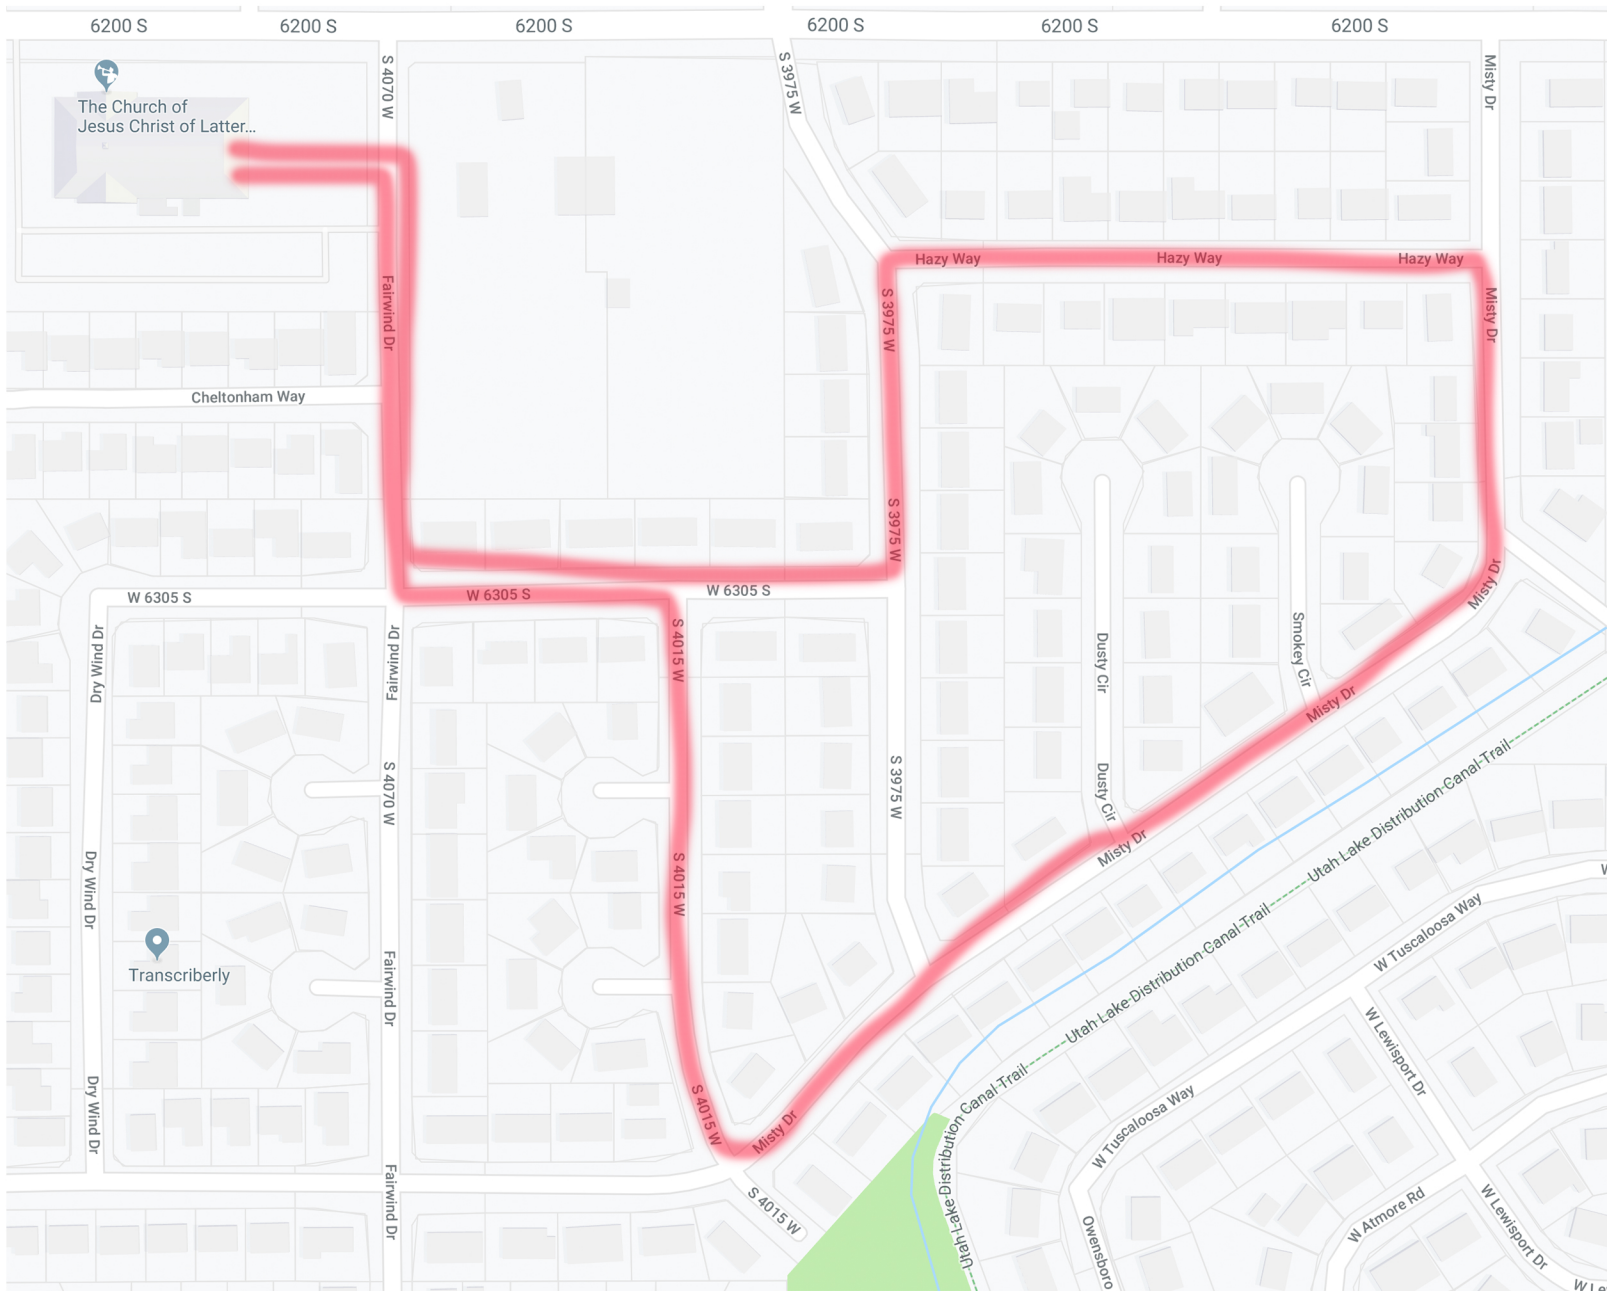 6200 S
6200 S
6200 S
6200 S
6200 S
6200 S
S 4070 W
S 3975 W
Misty Dr
The Church of
Jesus Christ of Latter...
Hazy Way
Hazy Way
Hazy Way
Fairwind Dr
S 3975 W
Misty Dr
Cheltonham Way
S 3975 W
Misty Dr
W 6305 S
W 6305 S
W 6305 S
Dry Wind Dr
Fairwind Dr
S 4015 W
Dusty Cir
Smokey Cir
Misty Dr
S 4070 W
S 3975 W
Dusty Cir
Misty Dr
Utah Lake Distribution Canal Trail
Dry Wind Dr
S 4015 W
W
Utah Lake Distribution Canal Trail
W Tuscaloosa Way
Transcriberly
Fairwind Dr
W Lewisport Dr
Utah Lake Distribution Canal Trail
Dry Wind Dr
S 4015 W
Misty Dr
W Tuscaloosa Way
Fairwind Dr
S 4015 W
W Atmore Rd
W Lewisport Dr
Owensboro
W Le